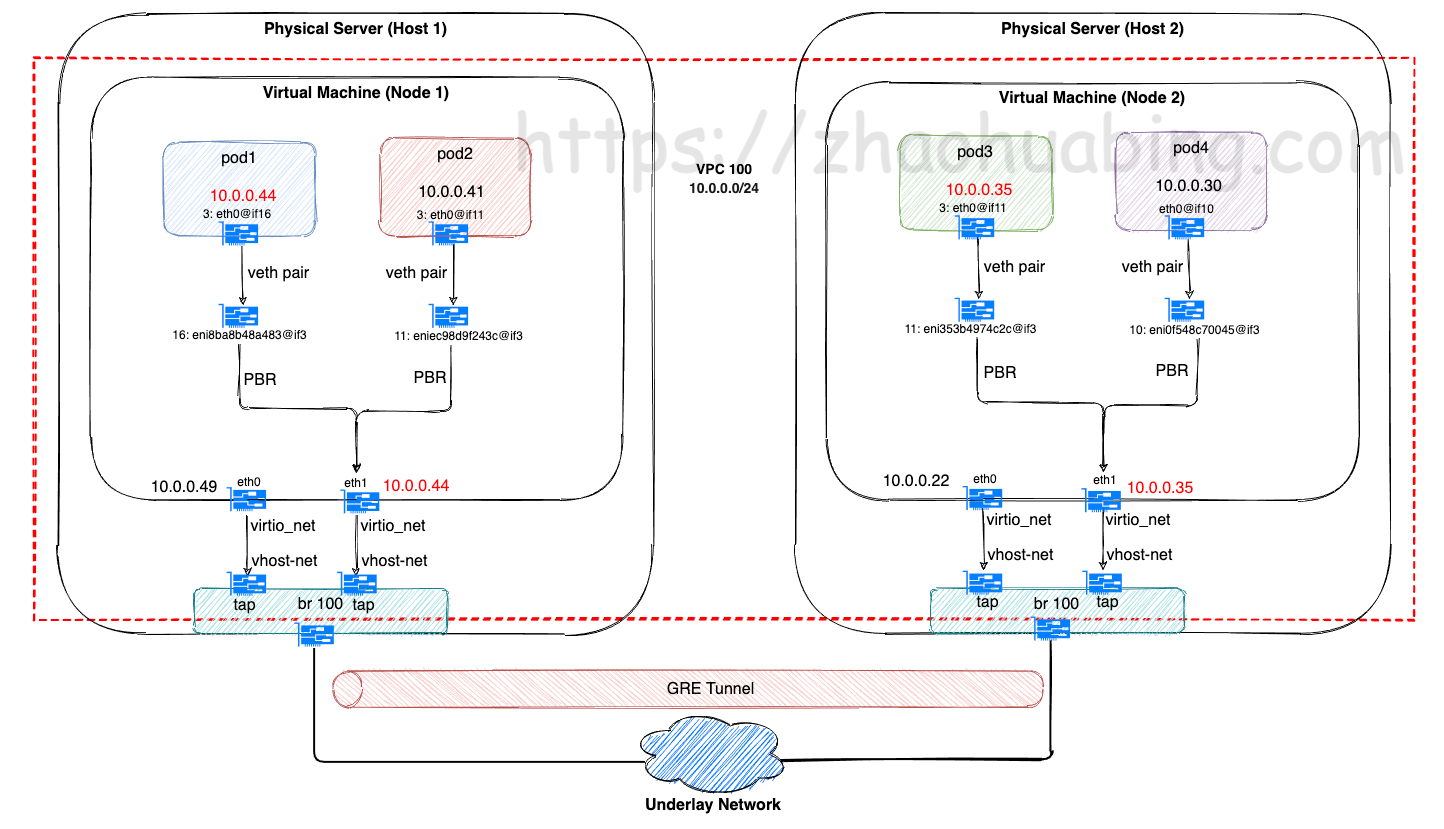 Physical Server (Host 1)
Virtual Machine (Node 1)
pod1
10.0.0.44
3: eth0@if16
veth pair
16: eni8ba8b48a483@if3
PBR
pod2
10.0.0.41
3: eth0@if11
veth pair
11: eniec98d9f243c@if3
PBR
10.0.0.49
eth0
eth1
10.0.0.44
virtio_net
virtio_net
vhost-net
vhost-net
tap
br 100
tap
https://zhaohuabing.com
VPC 100
10.0.0.0/24
Physical Server (Host 2)
Virtual Machine (Node 2)
pod3
10.0.0.35
3: eth0@if11
veth pair
11: eni353b4974c2c@if3
PBR
pod4
10.0.0.30
eth0@if10
veth pair
10: eni0f548c70045@if3
PBR
10.0.0.22
eth0
eth1
10.0.0.35
virtio_net
virtio_net
vhost-net
vhost-net
tap
br 100
tap
GRE Tunnel
Underlay Network